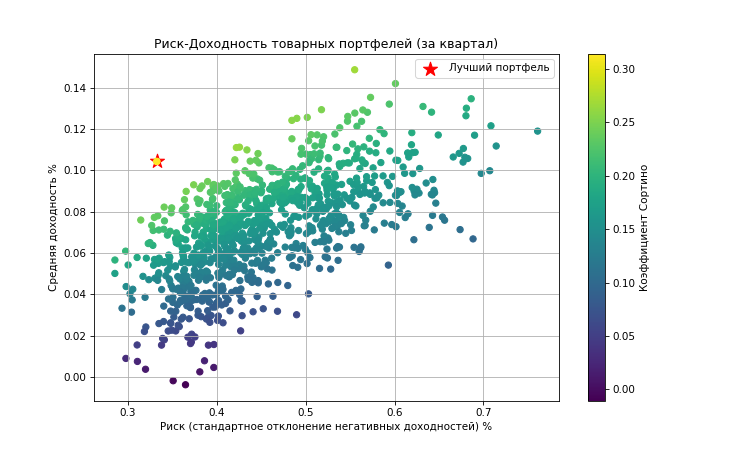 Риск-Доходность товарных портфелей (за квартал)
Лучший портфель
Средняя доходность %
0.14
0.12
0.10
0.08
0.06
0.04
0.02
0.00
0.3 0.4 0.5 0.6 0.7
Риск (стандартное отклонение негативных доходностей) %
0.30
0.25
0.20
0.15
0.10
0.05
0.00
Коэффициент Сортино